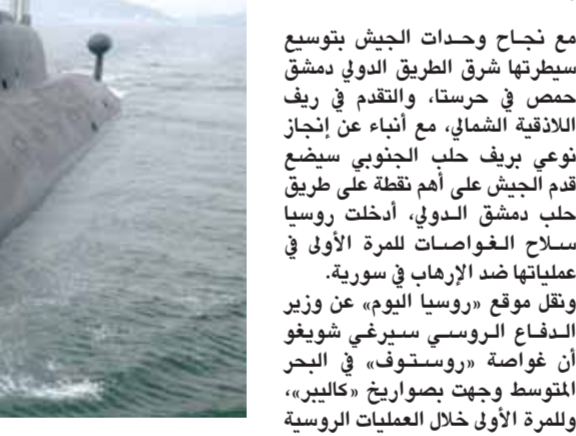 مع نجاح وحدات الجيش بتوسيع
سيطرتها شرق الطريق الدولي دمشق
حمص في حرستا، والتقدم في ريف
اللاذقية الشمالي، مع أنباء عن إنجاز
نوعي بريف حلب الجنوبي سيضع
قدم الجيش على أهم نقطة على طريق
حلب دمشق الدولي، أدخلت روسيا
سلاح الغواصات للمرة الأولى في
عملياتها ضد الإرهاب في سورية.
ونقل موقع «روسيا اليوم» عن وزير
الدفاع الروسي سيرغي شويغو
أن غواصة «روستوف» في البحر
المتوسط وجهت بصواريخ «كاليبر»،
وللمرة الأولى خلال العمليات الروسية